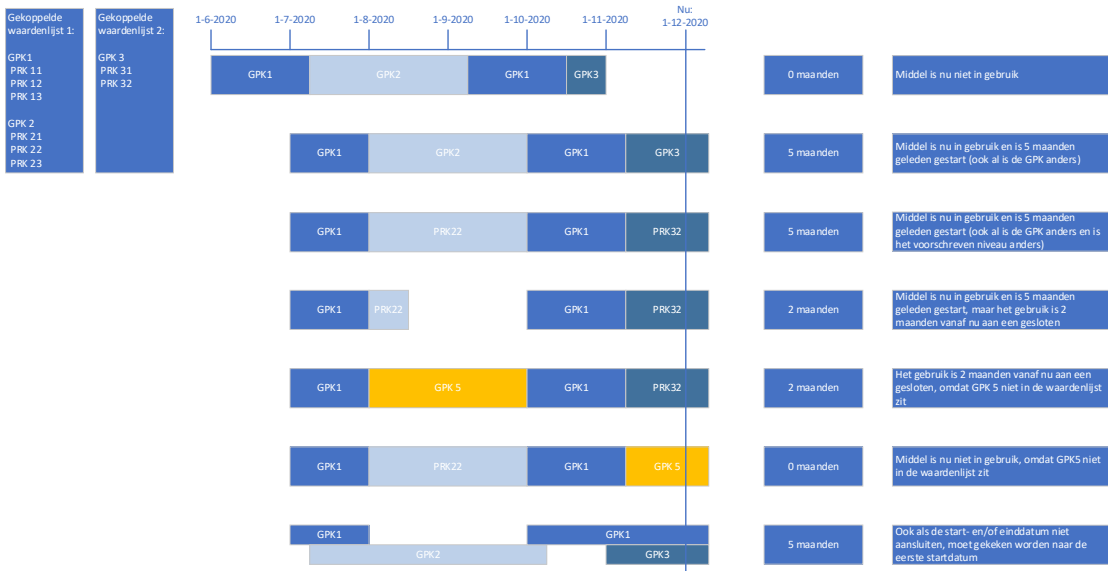 Gekoppelde
waardenlijst 1:
GPK1
PRK 11
PRK 12
PRK 13
GPK 2
PRK 21
PRK 22
PRK 23
Gekoppelde
waardenlijst 2:
GPK 3
PRK 31
PRK 32
1-6-2020
1-7-2020
1-8-2020
1-9-2020
1-10-2020
1-11-2020
Nu:
1-12-2020
GPK1
GPK2
GPK1
GPK3
0 maanden
Middel is nu niet in gebruik
GPK1
GPK2
GPK1
GPK3
5 maanden
Middel is nu in gebruik en is 5 maanden
geleden gestart (ook al is de GPK anders)
GPK1
PRK22
GPK1
PRK32
5 maanden
Middel is nu in gebruik en is 5 maanden
geleden gestart (ook al is de GPK anders en is
het voorschreven niveau anders)
GPK1
PRK22
GPK1
PRK32
2 maanden
Middel is nu in gebruik en is 5 maanden
geleden gestart, maar het gebruik is 2
maanden vanaf nu aan een gesloten
GPK1
GPK 5
GPK1
PRK32
2 maanden
Het gebruik is 2 maanden vanaf nu aan een
gesloten, omdat GPK 5 niet in de waardenlijst
zit
GPK1
PRK22
GPK1
GPK 5
0 maanden
Middel is nu niet in gebruik, omdat GPK5 niet
in de waardenlijst zit
GPK1
GPK2
GPK1
GPK3
5 maanden
Ook als de start- en/of einddatum niet
aansluiten, moet gekeken worden naar de
eerste startdatum